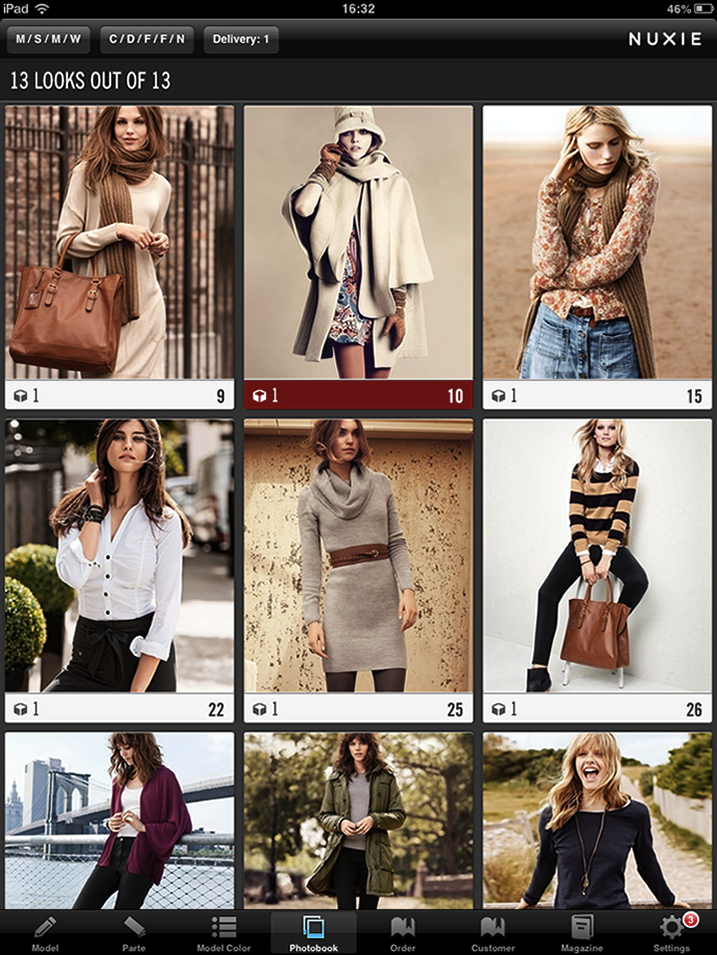 iPad 16:32 46%
M / S / M / W C / D / F / F / N Delivery: 1 NUXIE
13 LOOKS OUT OF 13
1 9 1 10 1 15
1 22 1 25 1 26
Model Parte Model Color Photobook Order Customer Magazine 3 Settings